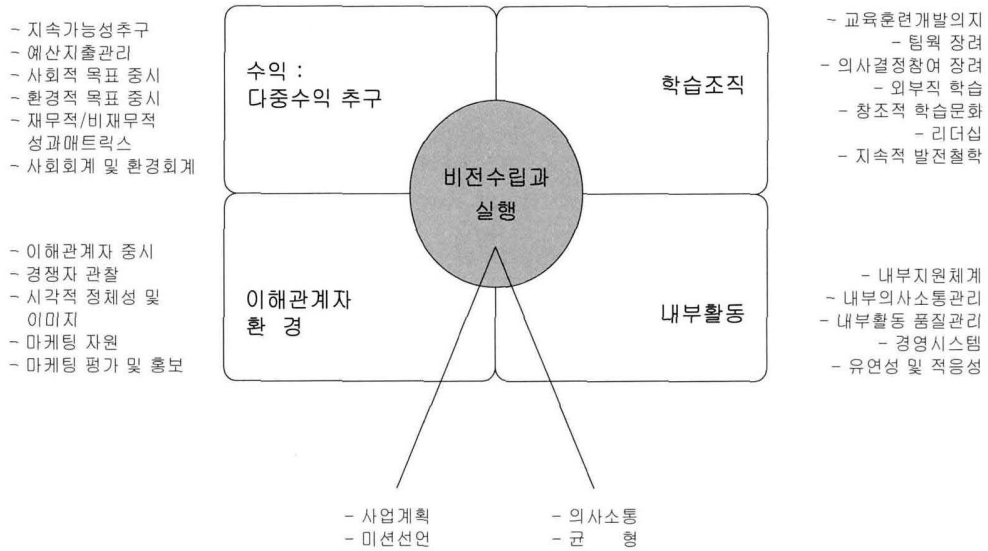 ~ 지속가능성추구
~ 예산지출관리
~ 사회적 목표 중시
~ 환경적 목표 중시
~ 재무적/비재무적
성과매트릭스
~ 사회회계 및 환경회계
수익 :
다중수익 추구
학습조직
~ 교육훈련개발의지
- 팀웍 장려
- 의사결정참여 장려
- 외부직 학습
- 창조적 학습문화
- 리더십
- 지속적 발전철학
비전수립과
실행
~ 이해관계자 중시
~ 경쟁자 관찰
~ 시각적 정체성 및
이미지
~ 마케팅 자원
~ 마케팅 평가 및 홍보
이해관계자
환 경
내부활동
- 내부지원체계
~ 내부의사소통관리
- 내부활동 품질관리
- 경영시스템
- 유연성 및 적응성
- 사업계획
- 미션선언
- 의사소통
- 균 형